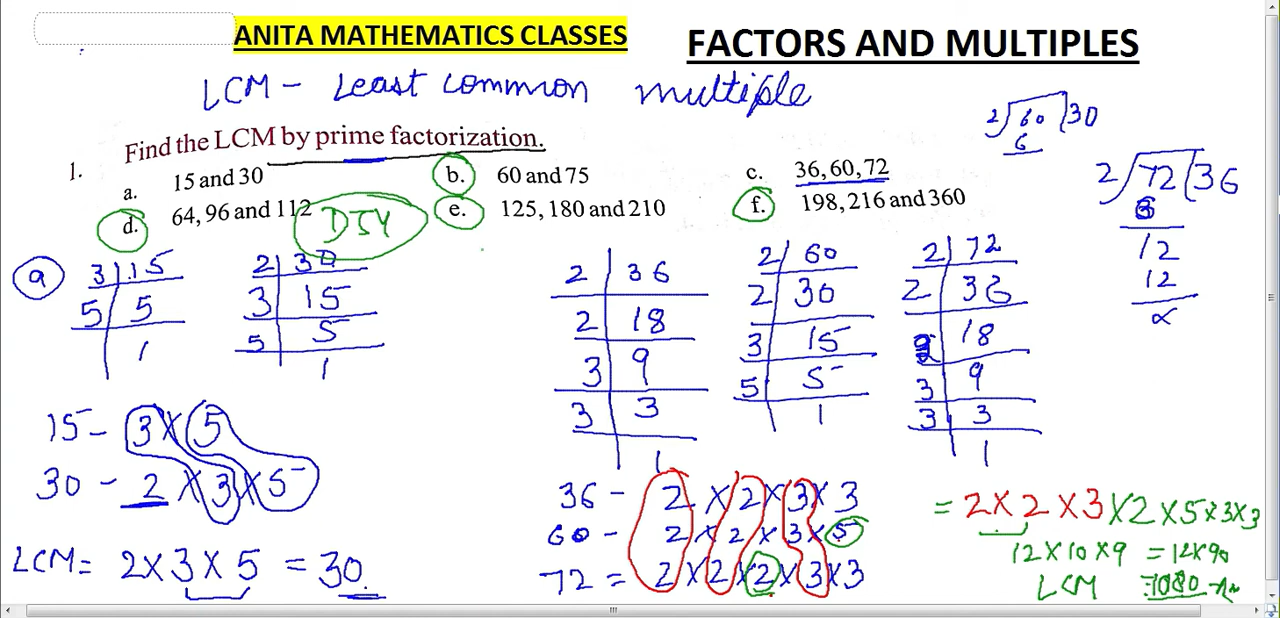 ANITA MATHEMATICS CLASSES
FACTORS AND MULTIPLES
LCM - Least common multiple
1. Find the LCM by prime factorization.
a. 15 and 30
b. 60 and 75
c. 36, 60, 72
d. 64, 96 and 112
DIY
e. 125, 180 and 210
f. 198, 216 and 360
2 60 30
6
2 72 36
6
12
12
a
3 15
5 5
1
2 30
3 15
5 5
1
2 36
2 18
3 9
3 3
1
2 60
2 30
3 15
5 5
1
2 72
2 36
2 18
3 9
3 3
1
15 - 3 × 5
30 - 2 × 3 × 5
LCM = 2 × 3 × 5 = 30
36 - 2 × 2 × 3 × 3
60 - 2 × 2 × 3 × 5
72 = 2 × 2 × 2 × 3 × 3
= 2 × 2 × 3 × 2 × 5 × 3 × 3
12 × 10 × 9 = 12 × 90
LCM 1080